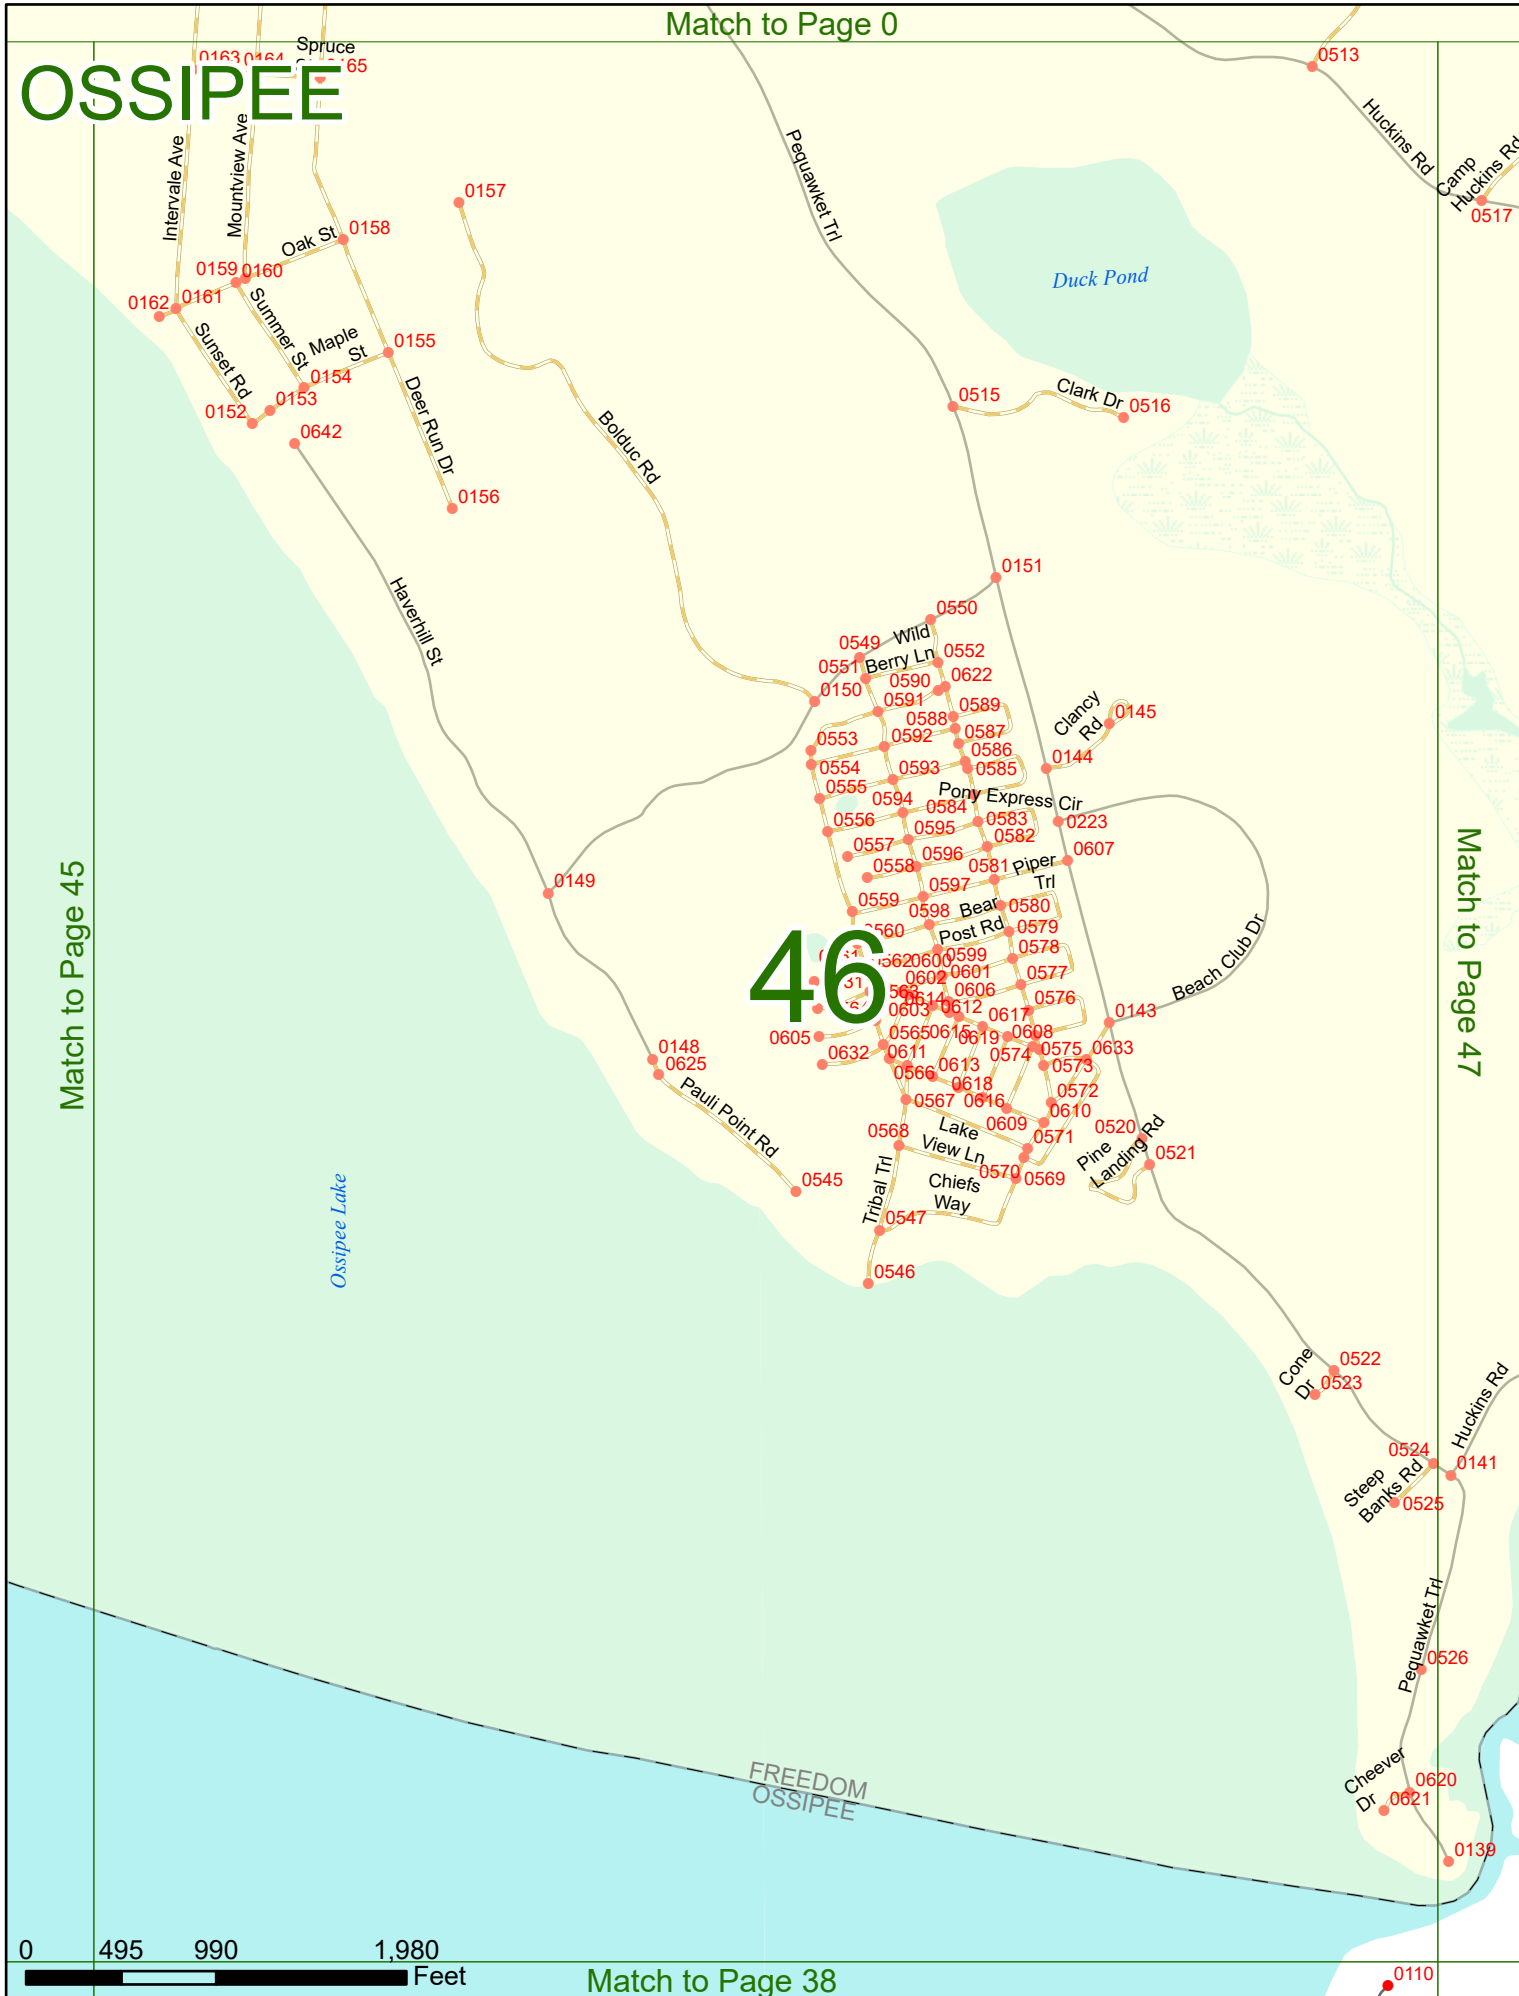 Match to Page 0
Spruce
0163
0164
0165
0513
OSSIPEE
Huckins Rd
Camp
Huckins Rd
0517
Intervale Ave
Mountview Ave
Pequawket Trl
0157
0158
Oak St
Duck Pond
0159
0160
0162
0161
Summer St
Sunset Rd
Maple
St
0155
0154
0153
0152
Deer Run Dr
0642
0515
Clark Dr
0516
Bolduc Rd
0156
0151
Haverhill St
0550
Wild
0549
Berry Ln
0552
0551
0590
0622
0150
0591
0589
0588
Clancy
Rd
0145
0592
0587
0553
0586
0554
0593
0585
0144
0555
Pony Express Cir
0594
0584
0556
0595
0583
0223
0557
0582
0596
0607
0558
0581
Piper
Trl
0149
0597
0559
0598
Bear
0580
0560
Post Rd
0579
46
0599
0578
0562
0600
0601
0577
0602
0563
0606
0576
0614
0612
0603
0617
Beach Club Dr
0143
0605
0565
0615
0619
0608
0632
0611
0574
0575
0633
0148
0625
0566
0613
0573
0618
0572
Pauli Point Rd
0567
0616
0610
0609
0568
Lake
View Ln
0571
0520
Pine
Landing Rd
0521
0570
0569
0545
Tribal Trl
Chiefs
Way
0547
0546
Match to Page 45
Match to Page 47
Ossipee Lake
0522
Cone
Dr
0523
Huckins Rd
0524
0141
Steep
Banks Rd
0525
Pequawket Trl
0526
FREEDOM
OSSIPEE
Cheever
Dr
0620
0621
0139
0 495 990 1,980
Feet
Match to Page 38
0110